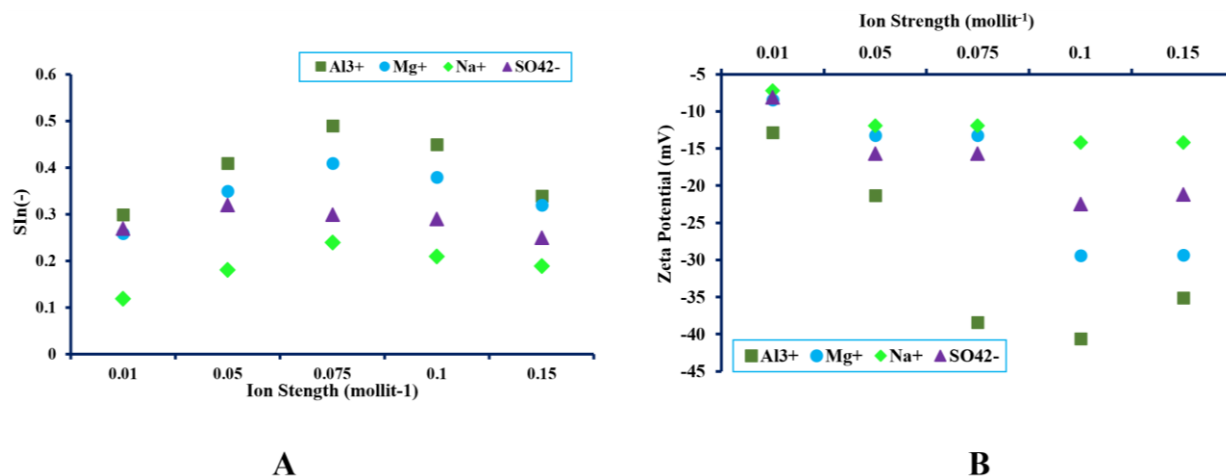 Al3+ Mg+ Na+ SO42-
0.6
0.5
0.4
0.3
0.2
0.1
0
SIn(-)
0.01 0.05 0.075 0.1 0.15
Ion Stength (mollit-1)
A
Ion Strength (mollit⁻¹)
0.01 0.05 0.075 0.1 0.15
-5
-10
-15
-20
-25
-30
-35
-40
-45
Zeta Potential (mV)
Al3+ Mg+ Na+ SO42-
B